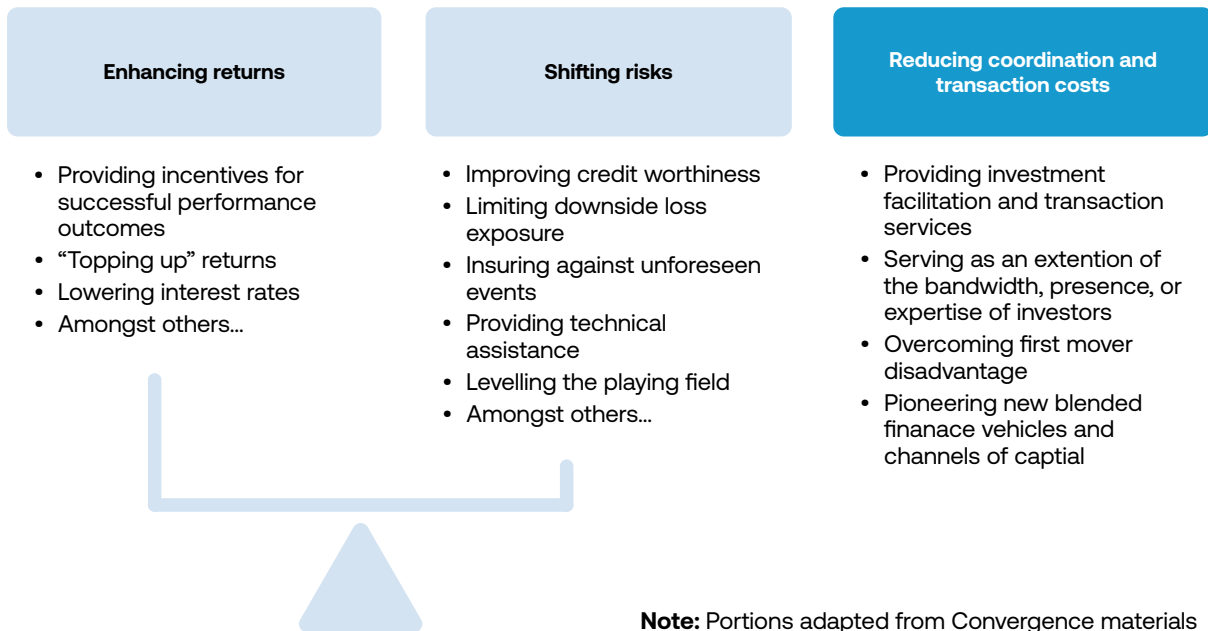 Enhancing returns
• Providing incentives for
successful performance
outcomes
• “Topping up” returns
• Lowering interest rates
• Amongst others...
Shifting risks
• Improving credit worthiness
• Limiting downside loss
exposure
• Insuring against unforeseen
events
• Providing technical
assistance
• Levelling the playing field
• Amongst others...
Reducing coordination and
transaction costs
• Providing investment
facilitation and transaction
services
• Serving as an extention of
the bandwidth, presence, or
expertise of investors
• Overcoming first mover
disadvantage
• Pioneering new blended
finanace vehicles and
channels of captial
Note: Portions adapted from Convergence materials